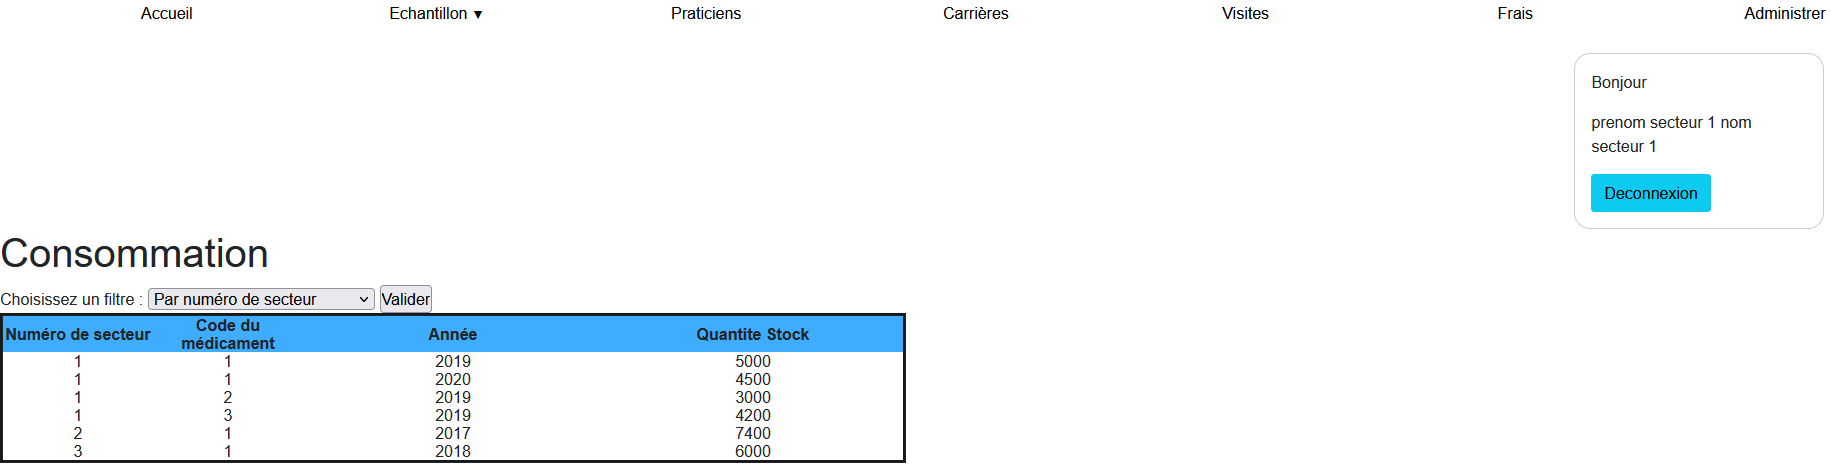 Accueil Echantillon ▼ Praticiens Carrières Visites Frais Administrer
Bonjour
prenom secteur 1 nom
secteur 1
Deconnexion
Consommation
Choisissez un filtre : Par numéro de secteur Valider
Numéro de secteur Code du médicament Année Quantite Stock
1 1 2019 5000
1 1 2020 4500
1 2 2019 3000
1 3 2019 4200
2 1 2017 7400
3 1 2018 6000